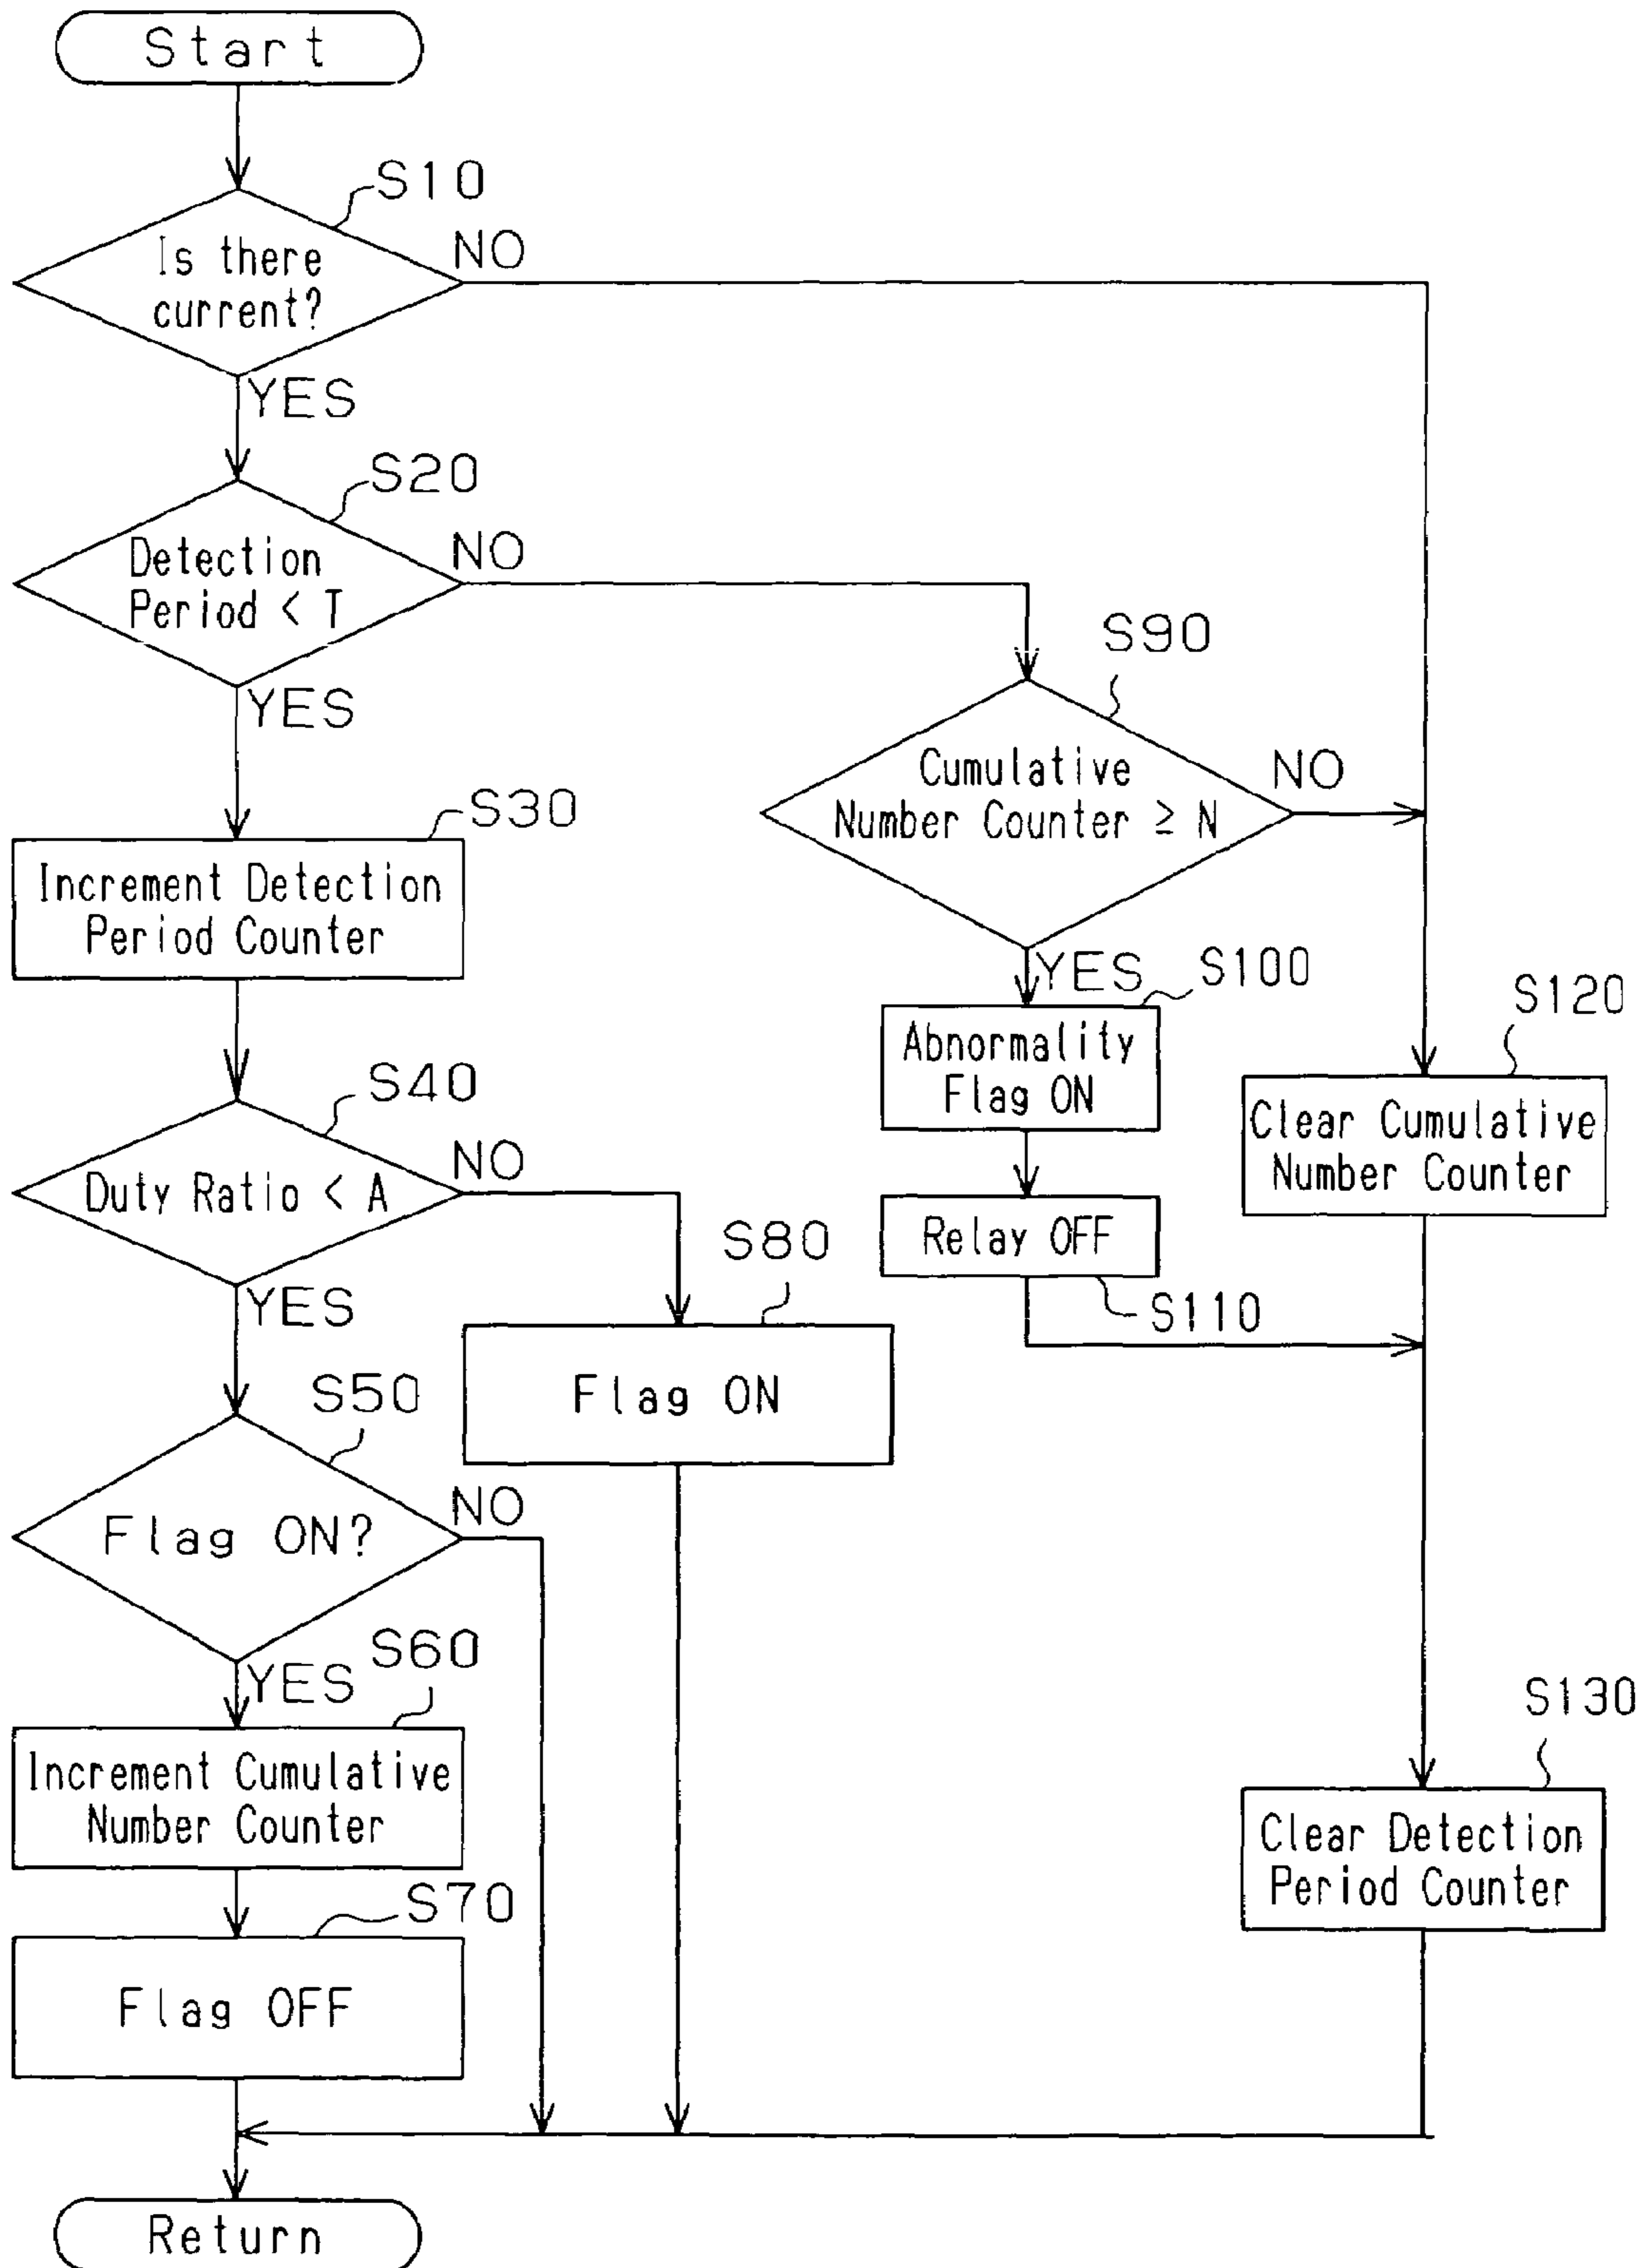 Start
S10
Is there
current?
NO
YES
S20
Detection
Period < T
NO
YES
S90
Cumulative
Number Counter ≥ N
NO
YES
S30
Increment Detection
Period Counter
S100
Abnormality
Flag ON
S120
Clear Cumulative
Number Counter
S40
Duty Ratio < A
NO
YES
Relay OFF
S110
S80
Flag ON
S50
Flag ON?
NO
YES
S60
Increment Cumulative
Number Counter
S130
Clear Detection
Period Counter
S70
Flag OFF
Return